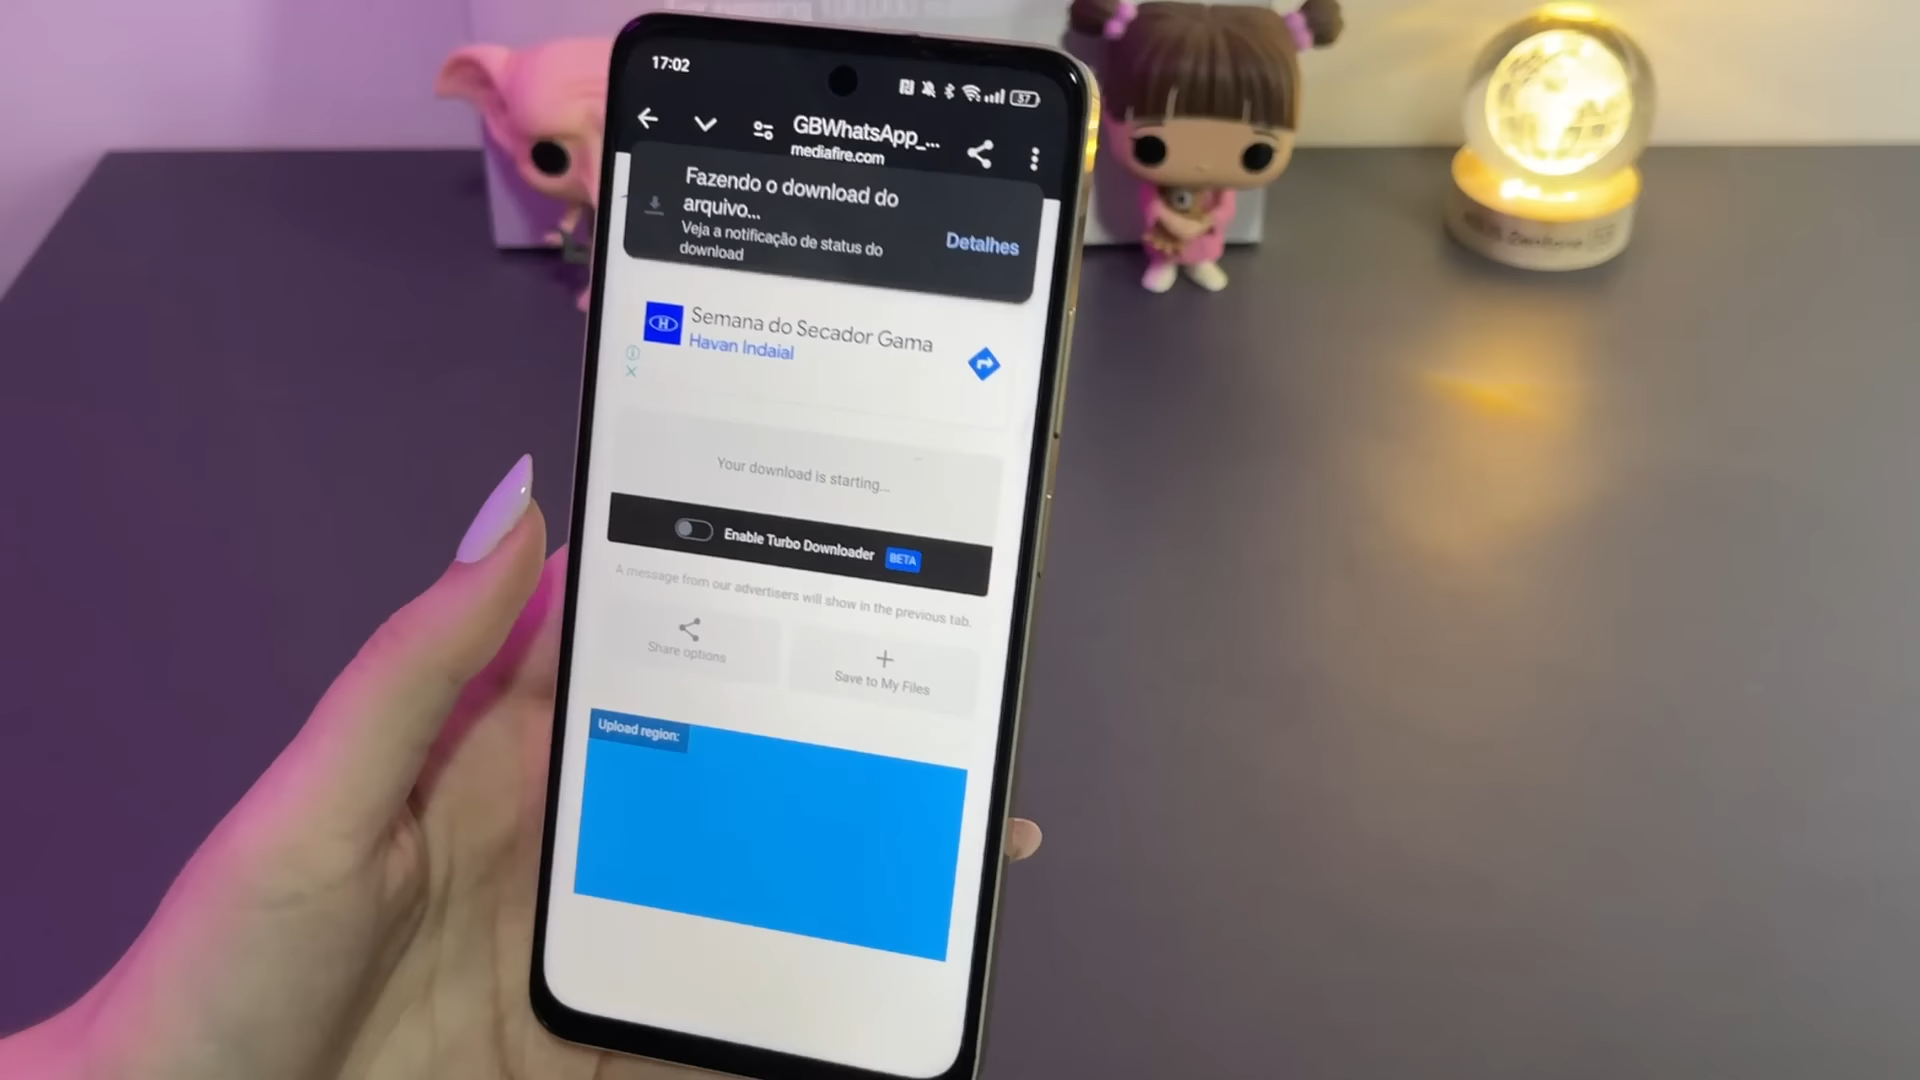 17:02
37
GBWhatsApp_...
mediafire.com
Fazendo o download do
arquivo...
Veja a notificação de status do
download
Detalhes
H
Semana do Secador Gama
Havan Indaial
Your download is starting...
Enable Turbo Downloader BETA
A message from our advertisers will show in the previous tab.
Share options
Save to My Files
Upload region: